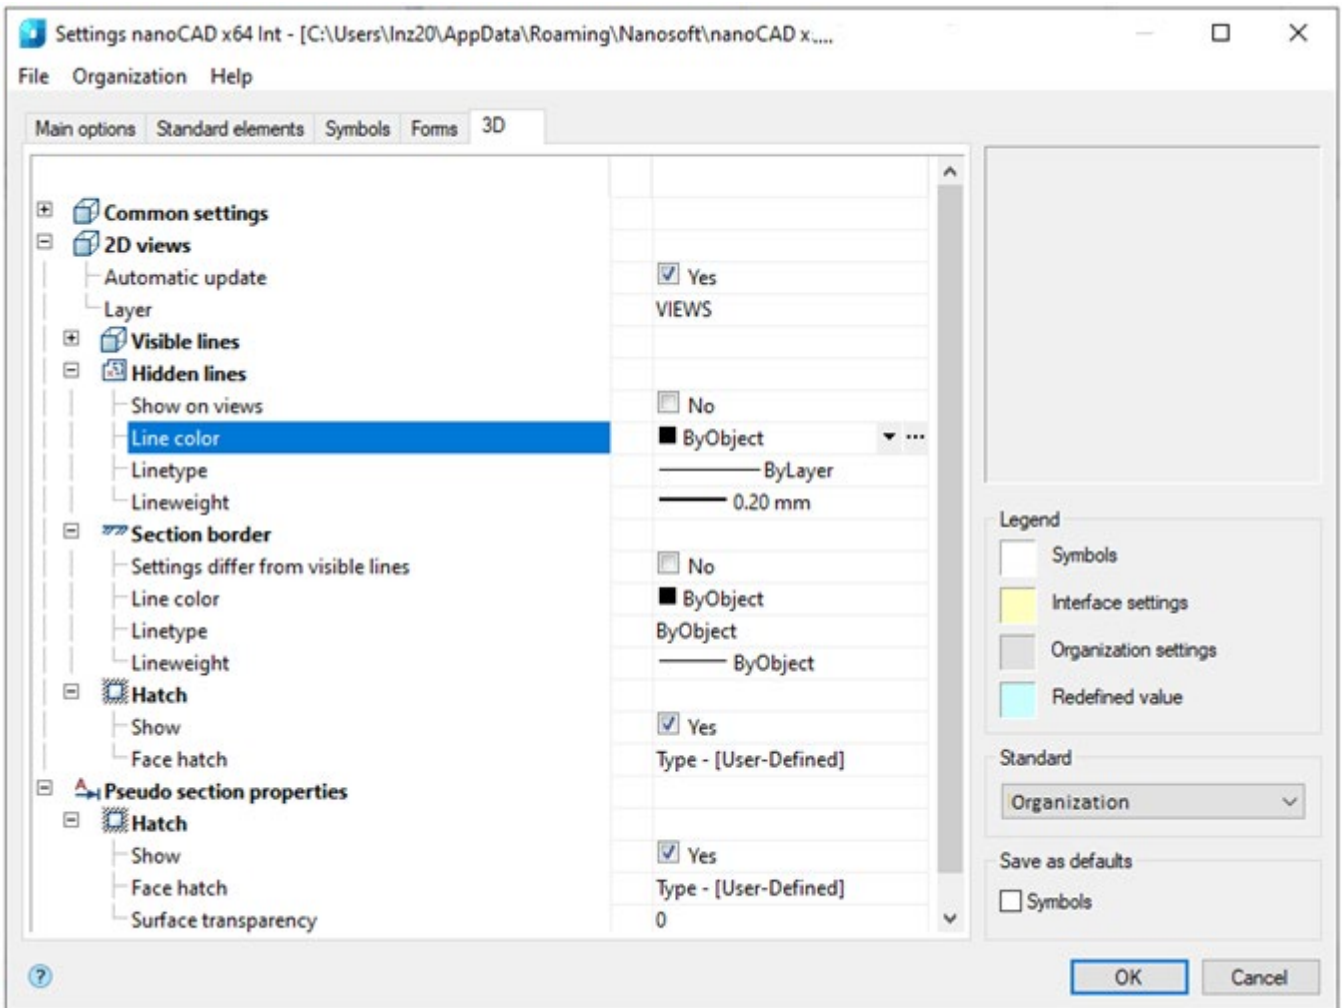 Settings nanoCAD x64 Int - [C:\Users\Inz20\AppData\Roaming\Nanosoft\nanoCAD x....
File Organization Help
Main options Standard elements Symbols Forms 3D
Common settings
2D views
Automatic update Yes
Layer VIEWS
Visible lines
Hidden lines
Show on views No
Line color ByObject
Linetype ByLayer
Lineweight 0.20 mm
Section border
Settings differ from visible lines No
Line color ByObject
Linetype ByObject
Lineweight ByObject
Hatch
Show Yes
Face hatch Type - [User-Defined]
Pseudo section properties
Hatch
Show Yes
Face hatch Type - [User-Defined]
Surface transparency 0
Legend
Symbols
Interface settings
Organization settings
Redefined value
Standard
Organization
Save as defaults
Symbols
OK Cancel